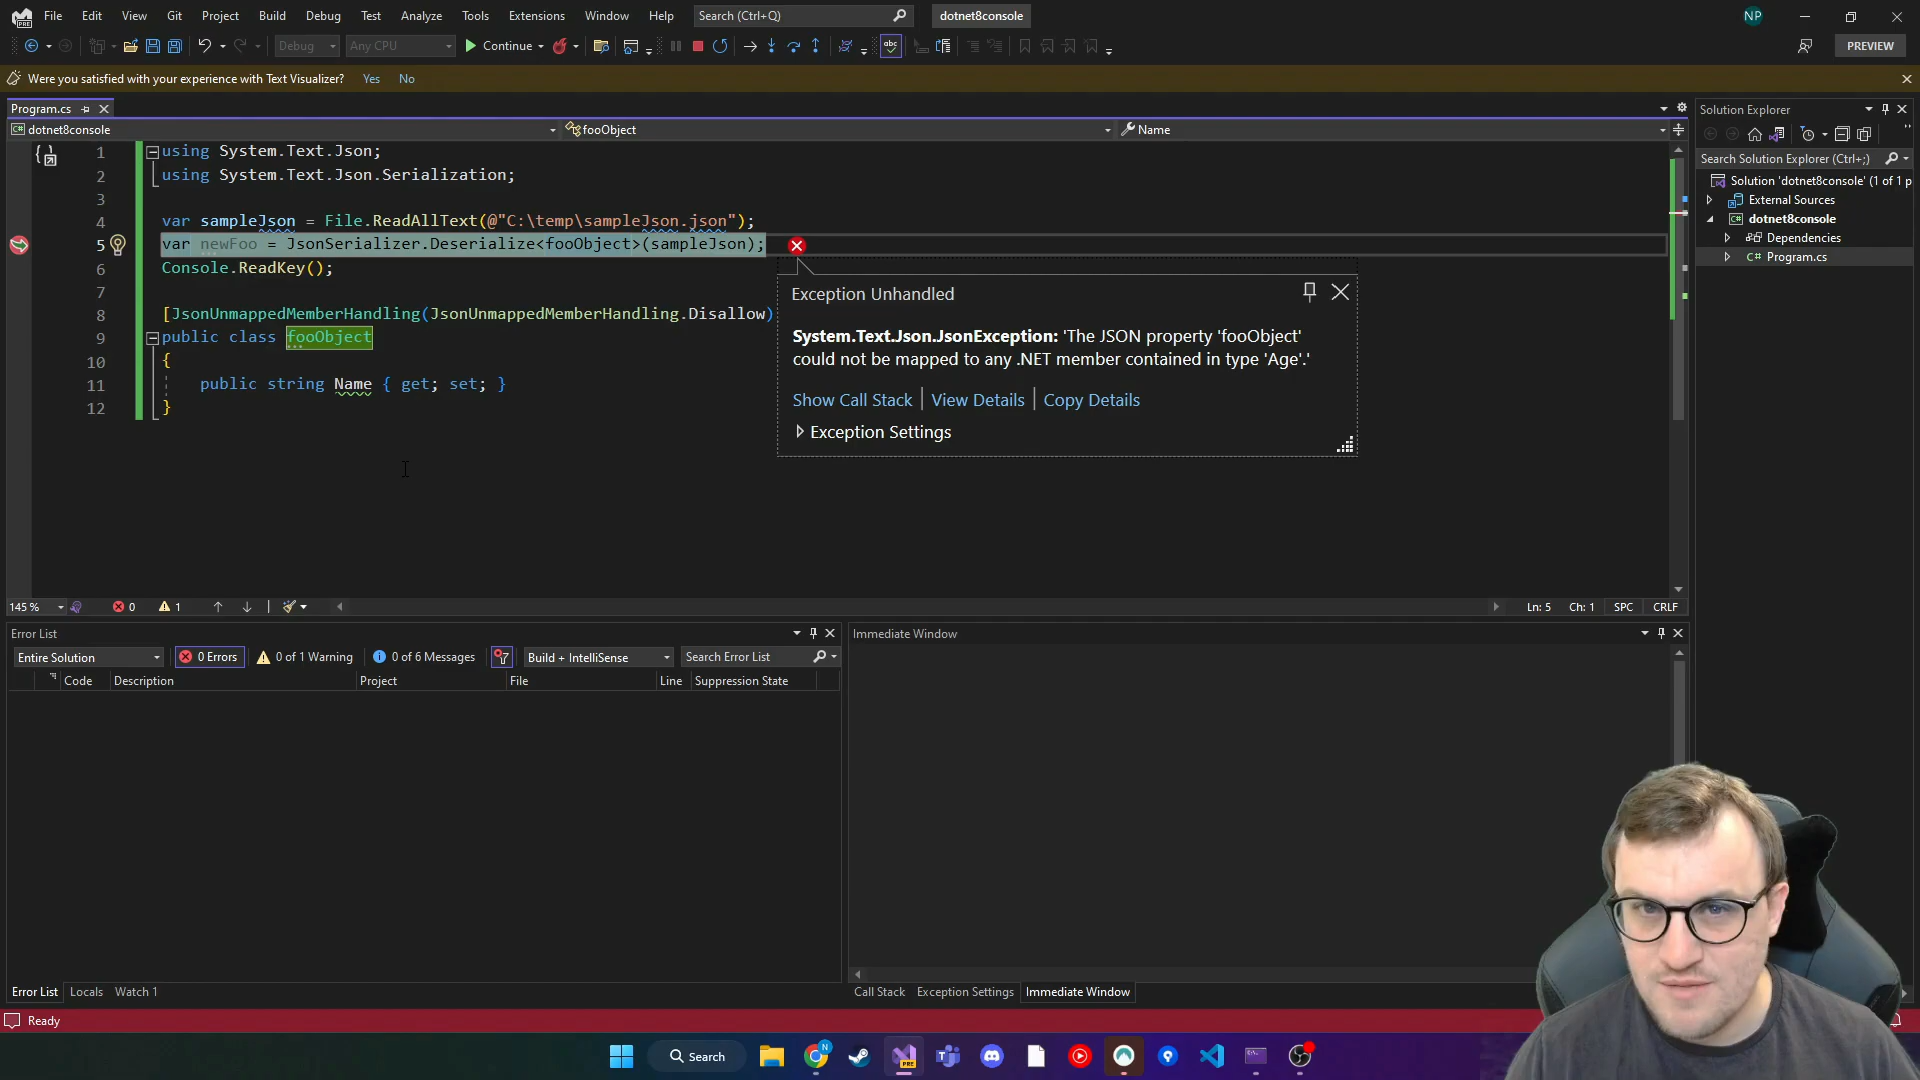 File Edit View Git Project Build Debug Test Analyze Tools Extensions Window Help Search (Ctrl+Q) dotnet8console NP
Debug Any CPU Continue abc PREVIEW
Were you satisfied with your experience with Text Visualizer? Yes No
Program.cs
dotnet8console fooObject Name
1 using System.Text.Json;
2 using System.Text.Json.Serialization;
3
4 var sampleJson = File.ReadAllText(@"C:\temp\sampleJson.json");
5 var newFoo = JsonSerializer.Deserialize<fooObject>(sampleJson);
6 Console.ReadKey();
7
8 [JsonUnmappedMemberHandling(JsonUnmappedMemberHandling.Disallow)
9 public class fooObject
10 {
11 public string Name { get; set; }
12 }
Exception Unhandled
System.Text.Json.JsonException: 'The JSON property 'fooObject'
could not be mapped to any .NET member contained in type 'Age'.'
Show Call Stack | View Details | Copy Details
Exception Settings
Solution Explorer
Search Solution Explorer (Ctrl+;)
Solution 'dotnet8console' (1 of 1 p
External Sources
dotnet8console
Dependencies
C# Program.cs
145 % 0 1 Ln: 5 Ch: 1 SPC CRLF
Error List
Entire Solution 0 Errors 0 of 1 Warning 0 of 6 Messages Build + IntelliSense Search Error List
Code Description Project File Line Suppression State
Immediate Window
Error List Locals Watch 1
Call Stack Exception Settings Immediate Window
Ready
Search